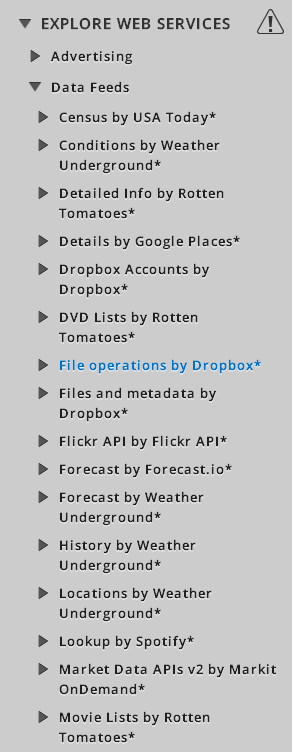 EXPLORE WEB SERVICES
Advertising
Data Feeds
Census by USA Today*
Conditions by Weather
Underground*
Detailed Info by Rotten
Tomatoes*
Details by Google Places*
Dropbox Accounts by
Dropbox*
DVD Lists by Rotten
Tomatoes*
File operations by Dropbox*
Files and metadata by
Dropbox*
Flickr API by Flickr API*
Forecast by Forecast.io*
Forecast by Weather
Underground*
History by Weather
Underground*
Locations by Weather
Underground*
Lookup by Spotify*
Market Data APIs v2 by Markit
OnDemand*
Movie Lists by Rotten
Tomatoes*